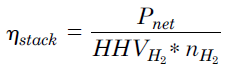 η_stack = P_net / (HHV_H₂ * n_H₂)